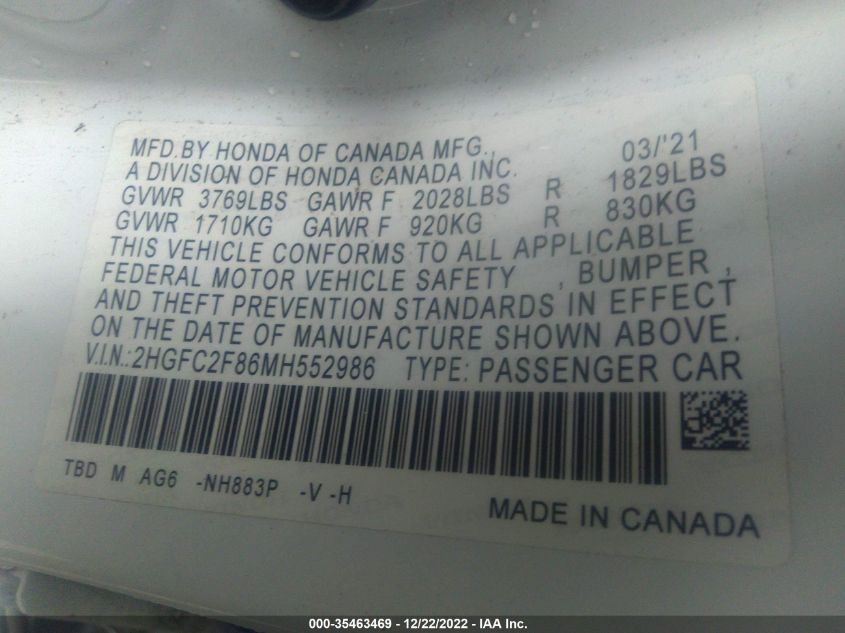 MFD.BY HONDA OF CANADA MFG., 03/'21
A DIVISION OF HONDA CANADA INC.
GVWR 3769LBS GAWR F 2028LBS R 1829LBS
GVWR 1710KG GAWR F 920KG R 830KG
THIS VEHICLE CONFORMS TO ALL APPLICABLE
FEDERAL MOTOR VEHICLE SAFETY , BUMPER ,
AND THEFT PREVENTION STANDARDS IN EFFECT
ON THE DATE OF MANUFACTURE SHOWN ABOVE.
V.I.N.:2HGFC2F86MH552986 TYPE: PASSENGER CAR
TBD M AG6 -NH883P -V -H
MADE IN CANADA
000-35463469 - 12/22/2022 - IAA Inc.